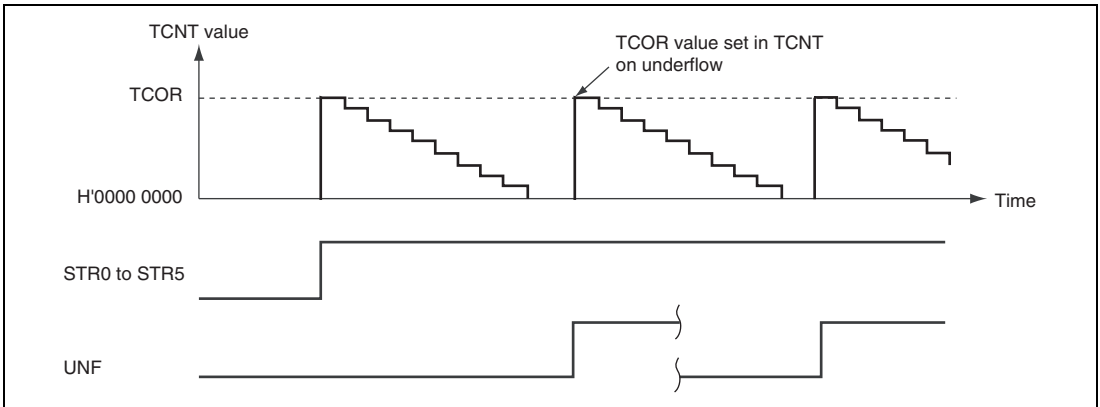 TCNT value
TCOR value set in TCNT
on underflow
TCOR
H'0000 0000
Time
STR0 to STR5
UNF